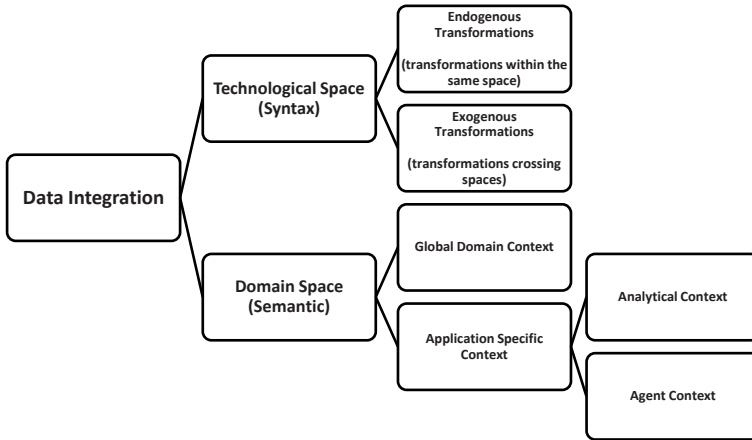 Data Integration
Technological Space
(Syntax)
Endogenous
Transformations
(transformations within the
same space)
Exogenous
Transformations
(transformations crossing
spaces)
Domain Space
(Semantic)
Global Domain Context
Application Specific
Context
Analytical Context
Agent Context